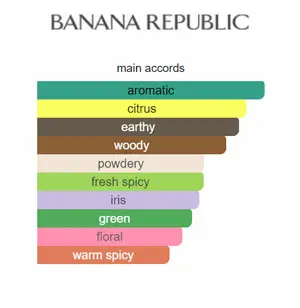 BANANA REPUBLIC
main accords
aromatic
citrus
earthy
woody
powdery
fresh spicy
iris
green
floral
warm spicy